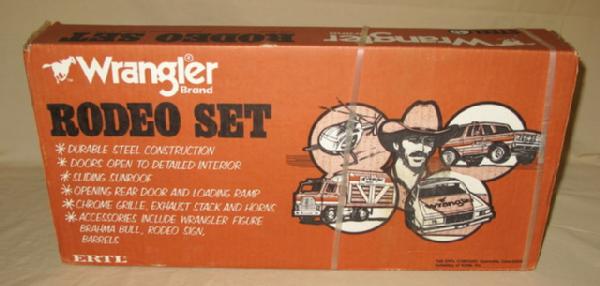 STEEL
Wrangler
RODEO SET
Wrangler®
Brand
RODEO SET
* DURABLE STEEL CONSTRUCTION
* DOORS OPEN TO DETAILED INTERIOR
* SLIDING SUNROOF
* OPENING REAR DOOR AND LOADING RAMP
* CHROME GRILLE, EXHAUST STACK AND HORNS
* ACCESSORIES INCLUDE WRANGLER FIGURE
BRAHMA BULL, RODEO SIGN,
BARRELS
ERTL
Wrangler